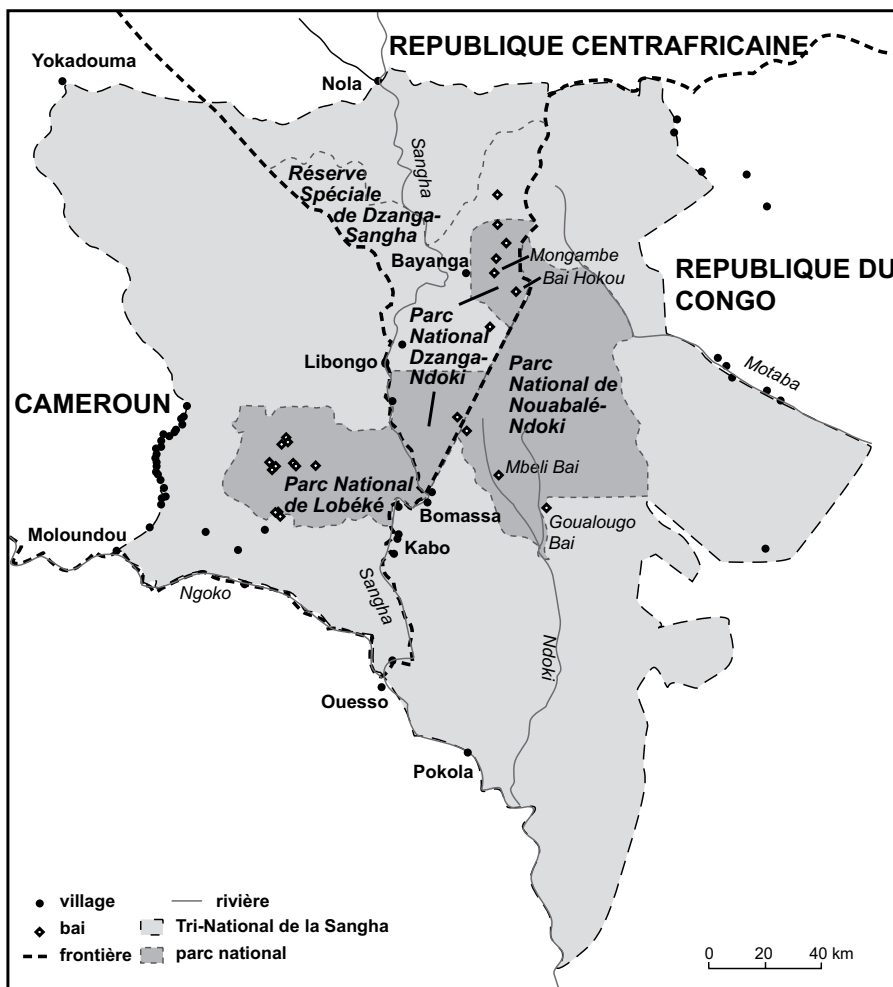 REPUBLIQUE CENTRAFRICAINE
Yokadouma
Nola
Sangha
Réserve
Spéciale
de Dzanga-
Sangha
Bayanga
Mongambe
Bai Hokou
REPUBLIQUE DU
CONGO
Parc
National
Dzanga-
Ndoki
Libongo
Parc
National de
Nouabalé-
Ndoki
Motaba
CAMEROUN
Mbeli Bai
Parc National
de Lobéké
Bomassa
Goualougo
Bai
Moloundou
Kabo
Ngoko
Sangha
Ndoki
Ouesso
Pokola
village
rivière
bai
Tri-National de la Sangha
frontière
parc national
0 20 40 km